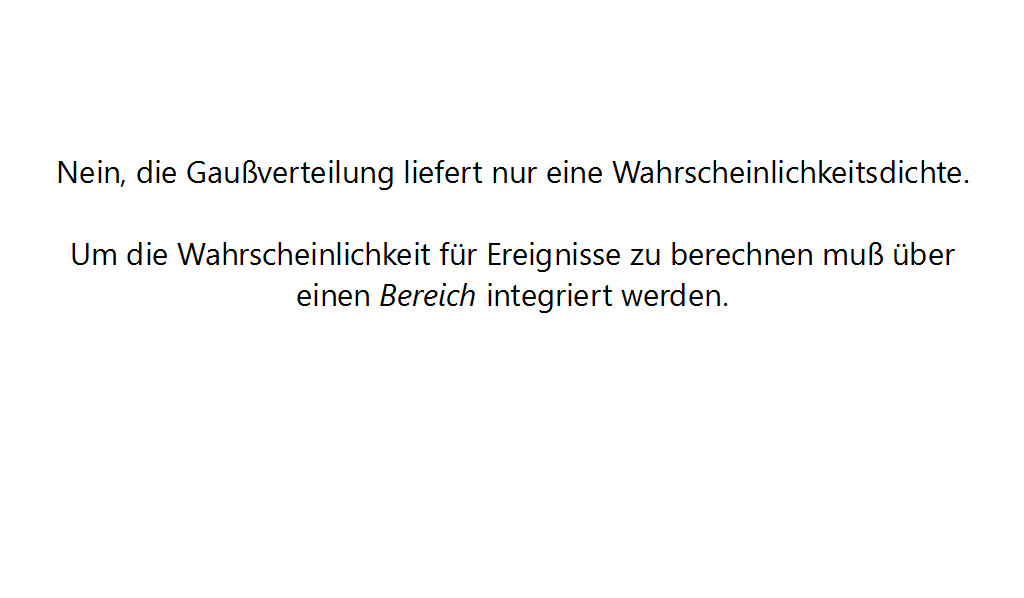 Nein, die Gaußverteilung liefert nur eine Wahrscheinlichkeitsdichte.
Um die Wahrscheinlichkeit für Ereignisse zu berechnen muß über
einen Bereich integriert werden.